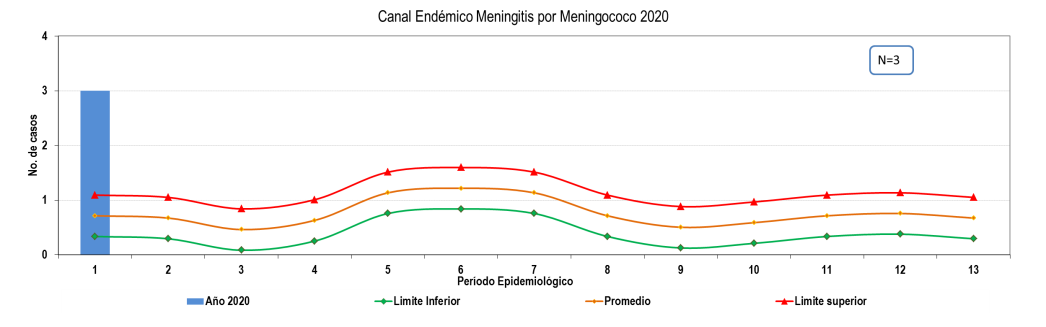 Canal Endémico Meningitis por Meningococo 2020
N=3
No. de casos
4
3
2
1
0
1 2 3 4 5 6 7 8 9 10 11 12 13
Periodo Epidemiológico
Año 2020 Limite Inferior Promedio Limite superior